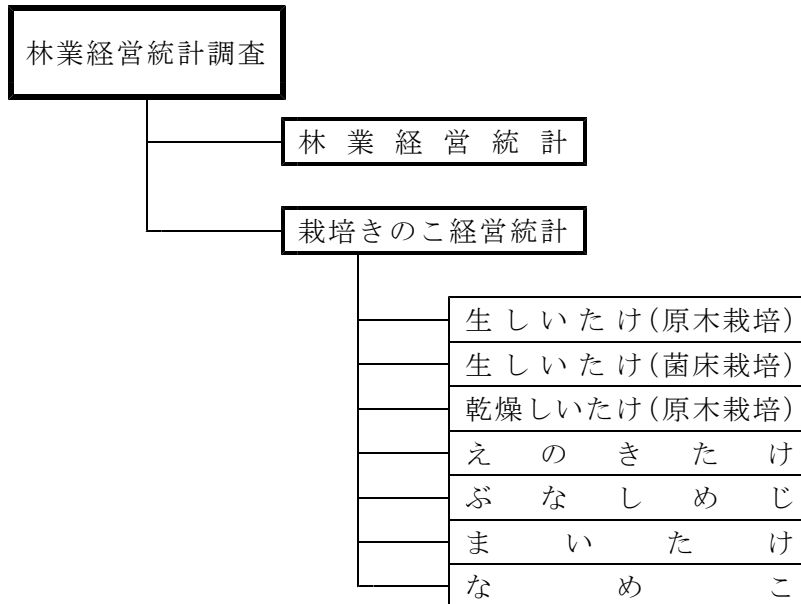 林業経営統計調査
林業経営統計
栽培きのこ経営統計
生しいたけ(原木栽培)
生しいたけ(菌床栽培)
乾燥しいたけ(原木栽培)
えのきたけ
ぶなしめじ
まいたけ
なめこ